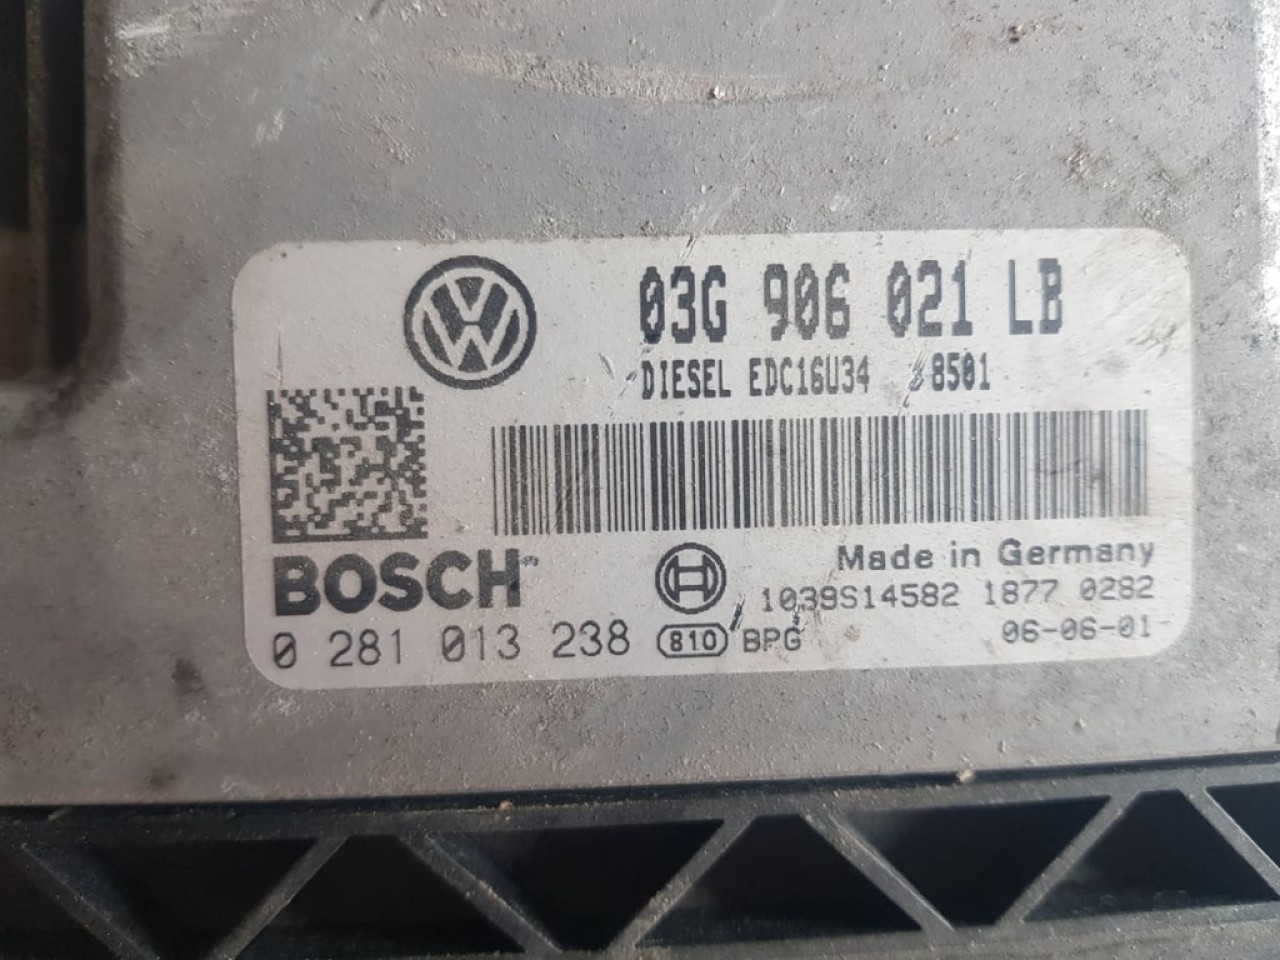 03G 906 021 LB
DIESEL EDC16U34 8501
BOSCH
Made in Germany
1039S14582 1877 0282
0 281 013 238 810 BPG 06-06-01